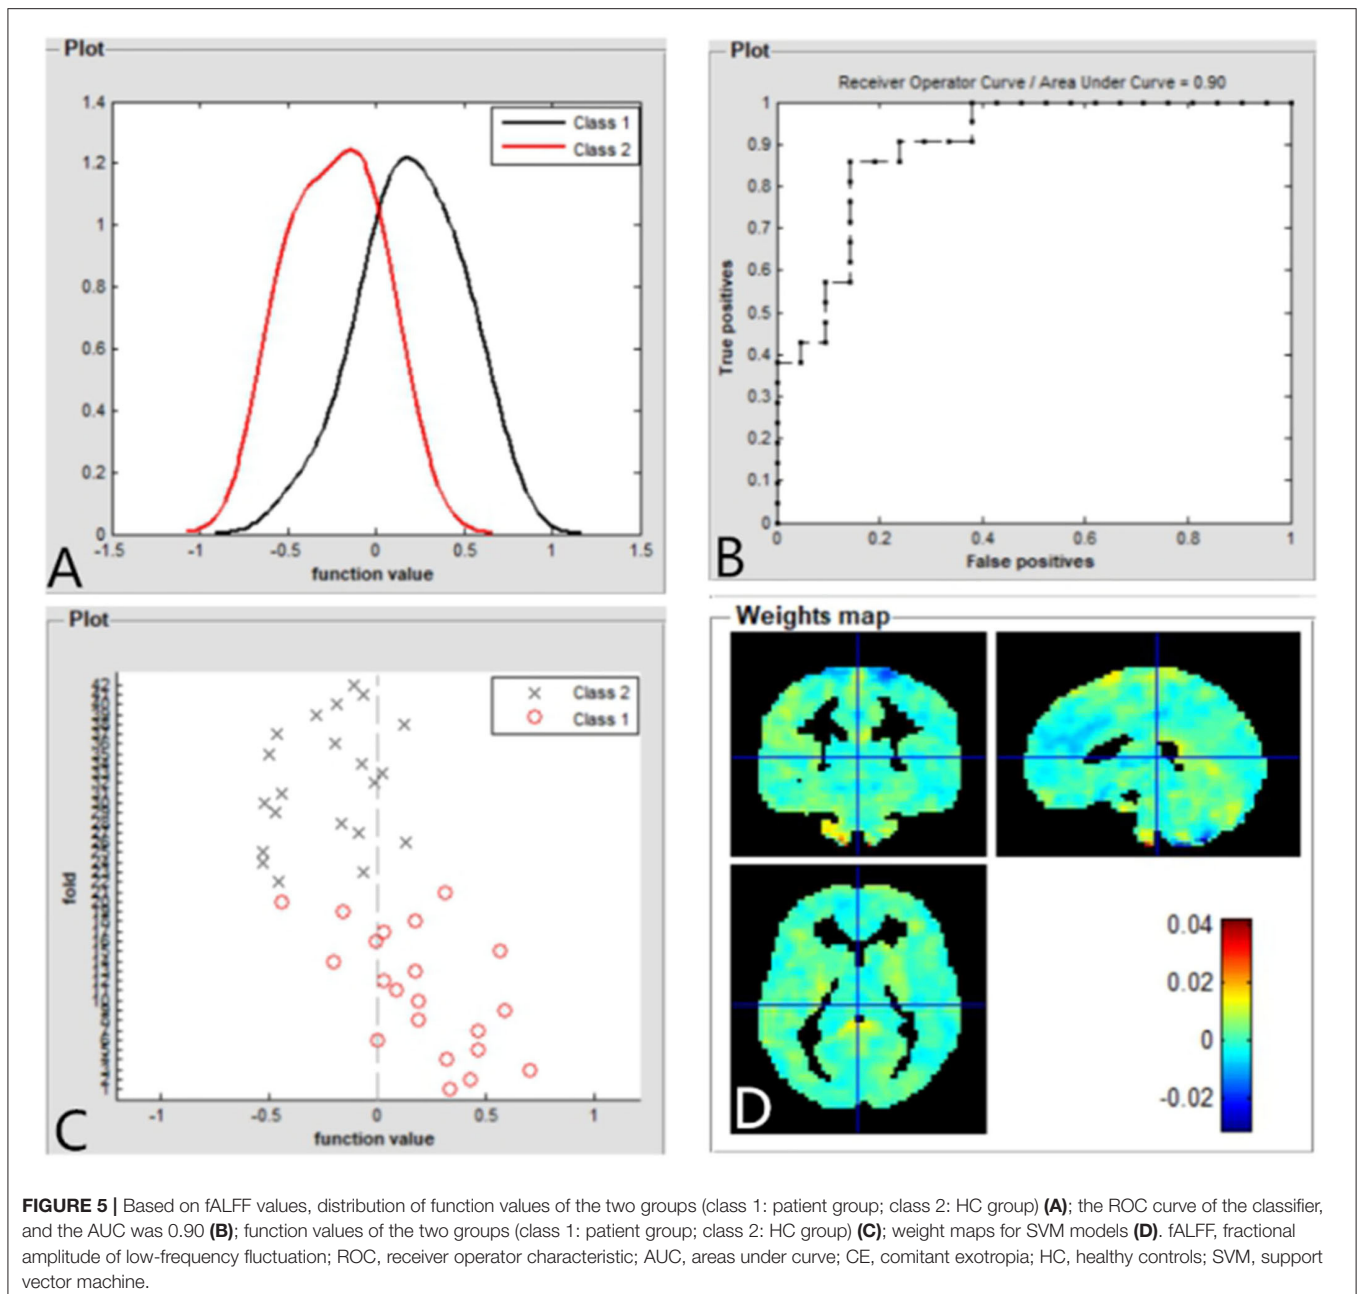 Plot
1.4
1.2
1
0.8
0.6
0.4
0.2
0
-1.5 -1 -0.5 0 0.5 1 1.5
function value
Class 1
Class 2
A
Plot
Receiver Operator Curve / Area Under Curve = 0.90
True positives
1
0.9
0.8
0.7
0.6
0.5
0.4
0.3
0.2
0.1
0
0 0.2 0.4 0.6 0.8 1
False positives
B
Plot
Class 2
Class 1
fold
-1 -0.5 0 0.5 1
function value
C
Weights map
0.04
0.02
0
-0.02
D
FIGURE 5 | Based on fALFF values, distribution of function values of the two groups (class 1: patient group; class 2: HC group) (A); the ROC curve of the classifier,
and the AUC was 0.90 (B); function values of the two groups (class 1: patient group; class 2: HC group) (C); weight maps for SVM models (D). fALFF, fractional
amplitude of low-frequency fluctuation; ROC, receiver operator characteristic; AUC, areas under curve; CE, comitant exotropia; HC, healthy controls; SVM, support
vector machine.